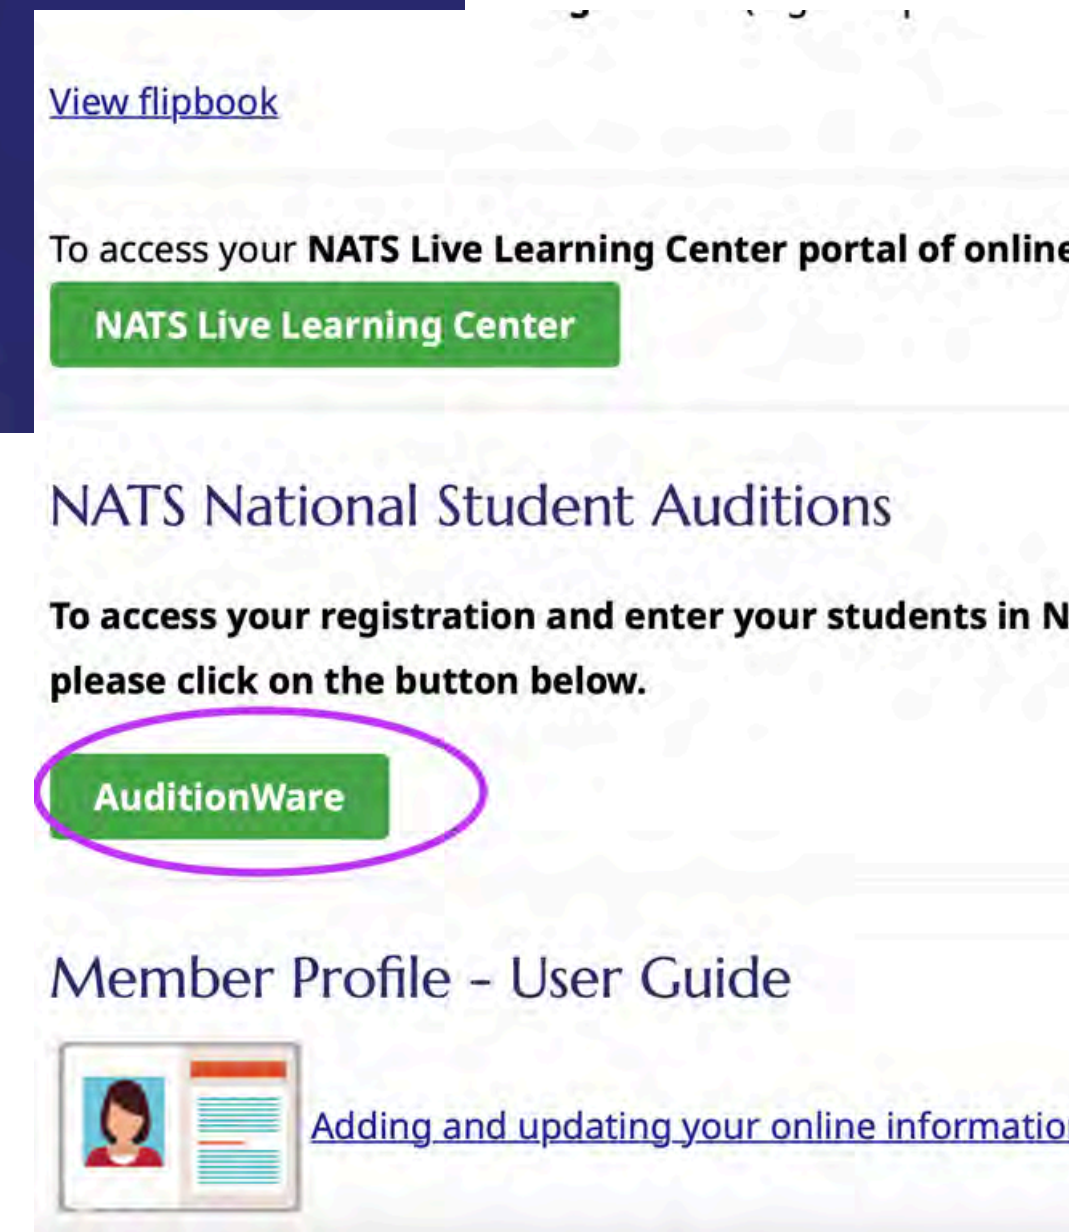 View flipbook
To access your NATS Live Learning Center portal of online
NATS Live Learning Center
NATS National Student Auditions
To access your registration and enter your students in N
please click on the button below.
AuditionWare
Member Profile - User Guide
Adding and updating your online information